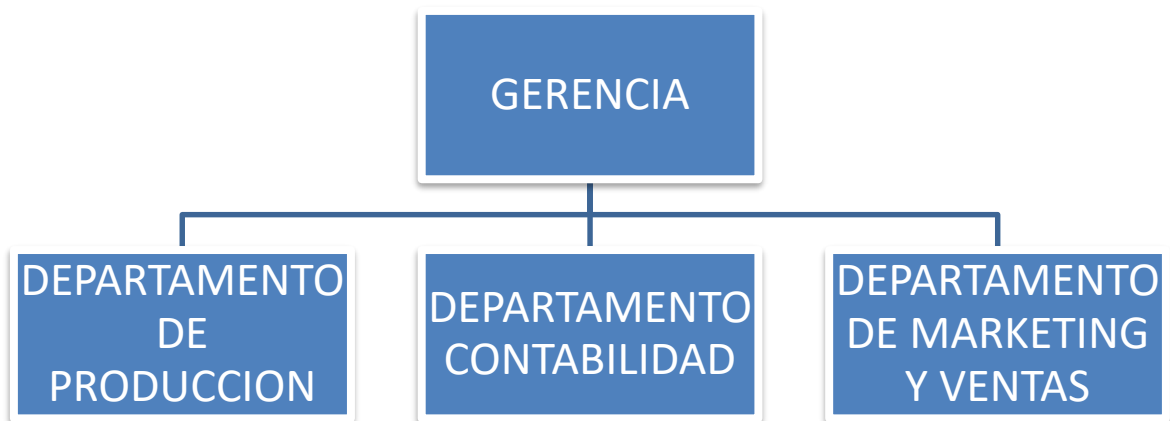 GERENCIA
DEPARTAMENTO
DE
PRODUCCION
DEPARTAMENTO
CONTABILIDAD
DEPARTAMENTO
DE MARKETING
Y VENTAS